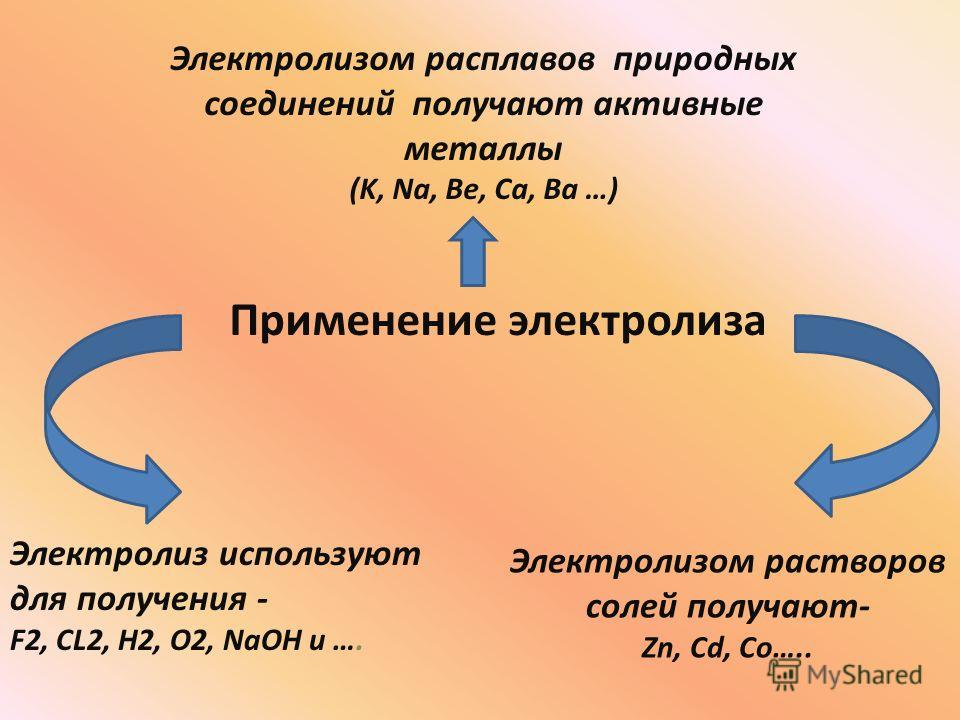 Электролизом расплавов природных
соединений получают активные
металлы
(K, Na, Be, Ca, Ba …)
Применение электролиза
Электролиз используют
для получения -
F2, CL2, H2, O2, NaOH и ….
Электролизом растворов
солей получают-
Zn, Cd, Co…..
MyShared